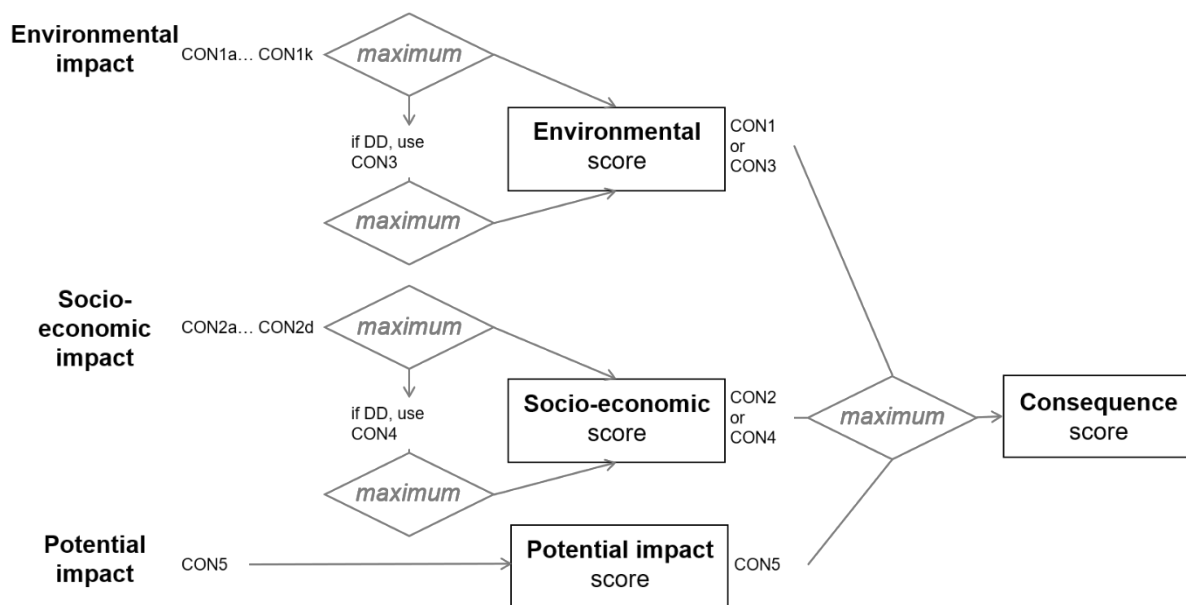 Environmental
impact
CON1a… CON1k
maximum
if DD, use
CON3
maximum
Environmental
score
CON1
or
CON3
Socio-
economic
impact
CON2a… CON2d
maximum
if DD, use
CON4
maximum
Socio-economic
score
CON2
or
CON4
maximum
Consequence
score
Potential
impact
CON5
Potential impact
score
CON5